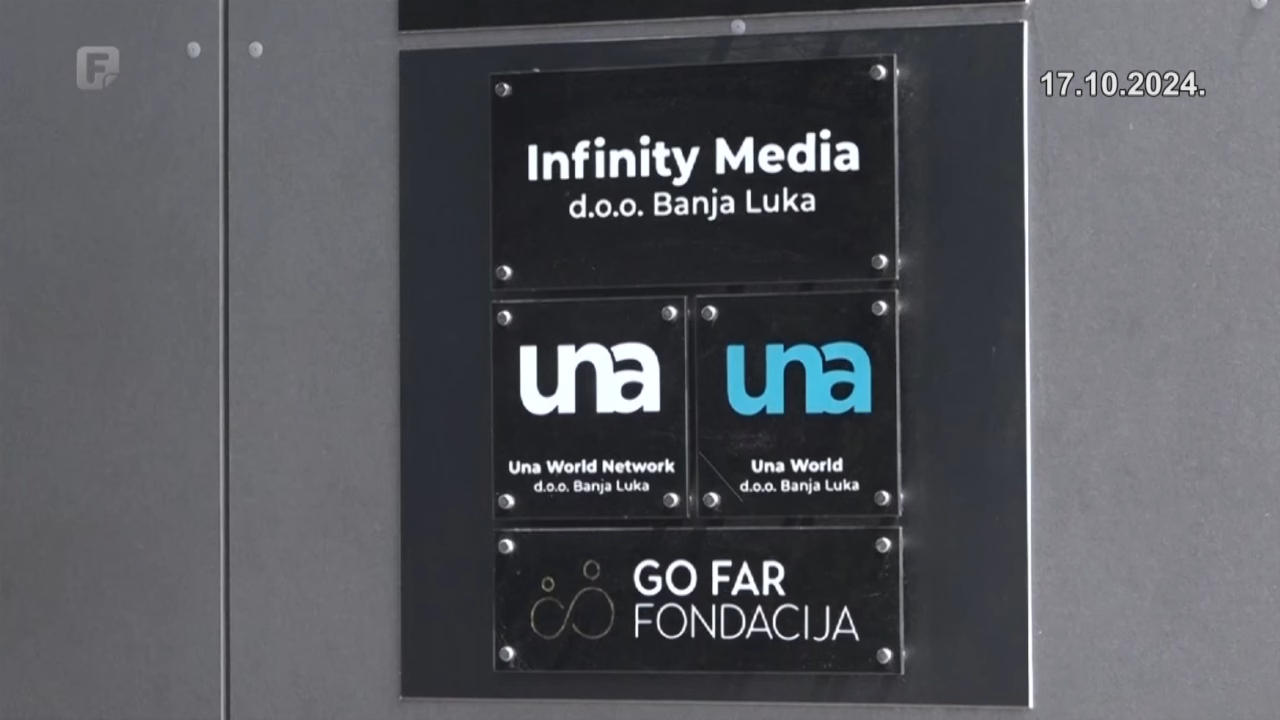 F
17.10.2024.
Infinity Media
d.o.o. Banja Luka
una
Una World Network
d.o.o. Banja Luka
una
Una World
d.o.o. Banja Luka
GO FAR
FONDACIJA